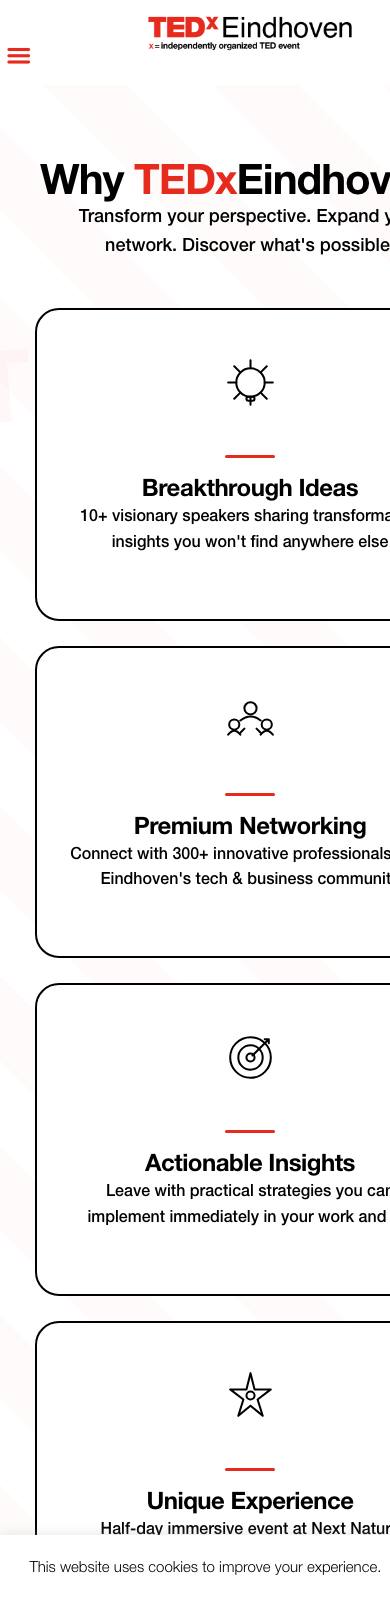 TEDxEindhoven
x = independently organized TED event
Why TEDxEindhov
Transform your perspective. Expand y
network. Discover what's possible
Breakthrough Ideas
10+ visionary speakers sharing transforma
insights you won't find anywhere else
Premium Networking
Connect with 300+ innovative professionals
Eindhoven's tech & business communit
Actionable Insights
Leave with practical strategies you can
implement immediately in your work and
Unique Experience
Half-day immersive event at Next Natur
This website uses cookies to improve your experience.